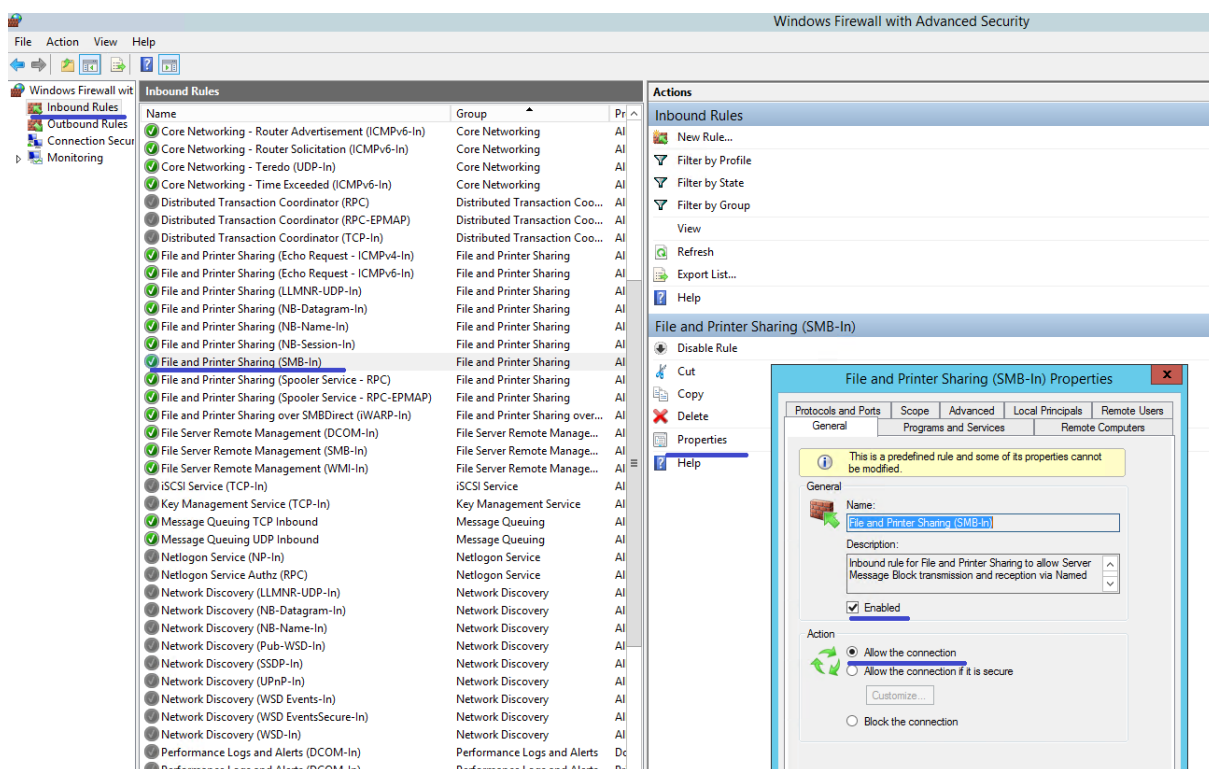 Windows Firewall with Advanced Security
File Action View Help
Windows Firewall wit
Inbound Rules
Outbound Rules
Connection Secur
Monitoring
Inbound Rules
Name Group Pr
Core Networking - Router Advertisement (ICMPv6-In) Core Networking Al
Core Networking - Router Solicitation (ICMPv6-In) Core Networking Al
Core Networking - Teredo (UDP-In) Core Networking Al
Core Networking - Time Exceeded (ICMPv6-In) Core Networking Al
Distributed Transaction Coordinator (RPC) Distributed Transaction Coo... Al
Distributed Transaction Coordinator (RPC-EPMAP) Distributed Transaction Coo... Al
Distributed Transaction Coordinator (TCP-In) Distributed Transaction Coo... Al
File and Printer Sharing (Echo Request - ICMPv4-In) File and Printer Sharing Al
File and Printer Sharing (Echo Request - ICMPv6-In) File and Printer Sharing Al
File and Printer Sharing (LLMNR-UDP-In) File and Printer Sharing Al
File and Printer Sharing (NB-Datagram-In) File and Printer Sharing Al
File and Printer Sharing (NB-Name-In) File and Printer Sharing Al
File and Printer Sharing (NB-Session-In) File and Printer Sharing Al
File and Printer Sharing (SMB-In) File and Printer Sharing Al
File and Printer Sharing (Spooler Service - RPC) File and Printer Sharing Al
File and Printer Sharing (Spooler Service - RPC-EPMAP) File and Printer Sharing Al
File and Printer Sharing over SMBDirect (iWARP-In) File and Printer Sharing over... Al
File Server Remote Management (DCOM-In) File Server Remote Manage... Al
File Server Remote Management (SMB-In) File Server Remote Manage... Al
File Server Remote Management (WMI-In) File Server Remote Manage... Al
iSCSI Service (TCP-In) iSCSI Service Al
Key Management Service (TCP-In) Key Management Service Al
Message Queuing TCP Inbound Message Queuing Al
Message Queuing UDP Inbound Message Queuing Al
Netlogon Service (NP-In) Netlogon Service Al
Netlogon Service Authz (RPC) Netlogon Service Al
Network Discovery (LLMNR-UDP-In) Network Discovery Al
Network Discovery (NB-Datagram-In) Network Discovery Al
Network Discovery (NB-Name-In) Network Discovery Al
Network Discovery (Pub-WSD-In) Network Discovery Al
Network Discovery (SSDP-In) Network Discovery Al
Network Discovery (UPnP-In) Network Discovery Al
Network Discovery (WSD Events-In) Network Discovery Al
Network Discovery (WSD EventsSecure-In) Network Discovery Al
Network Discovery (WSD-In) Network Discovery Al
Performance Logs and Alerts (DCOM-In) Performance Logs and Alerts Do
Actions
Inbound Rules
New Rule...
Filter by Profile
Filter by State
Filter by Group
View
Refresh
Export List...
Help
File and Printer Sharing (SMB-In)
Disable Rule
Cut
Copy
Delete
Properties
Help
File and Printer Sharing (SMB-In) Properties
x
Protocols and Ports Scope Advanced Local Principals Remote Users
General Programs and Services Remote Computers
This is a predefined rule and some of its properties cannot
be modified.
General
Name:
File and Printer Sharing (SMB-In)
Description:
Inbound rule for File and Printer Sharing to allow Server
Message Block transmission and reception via Named
Enabled
Action
Allow the connection
Allow the connection if it is secure
Customize...
Block the connection